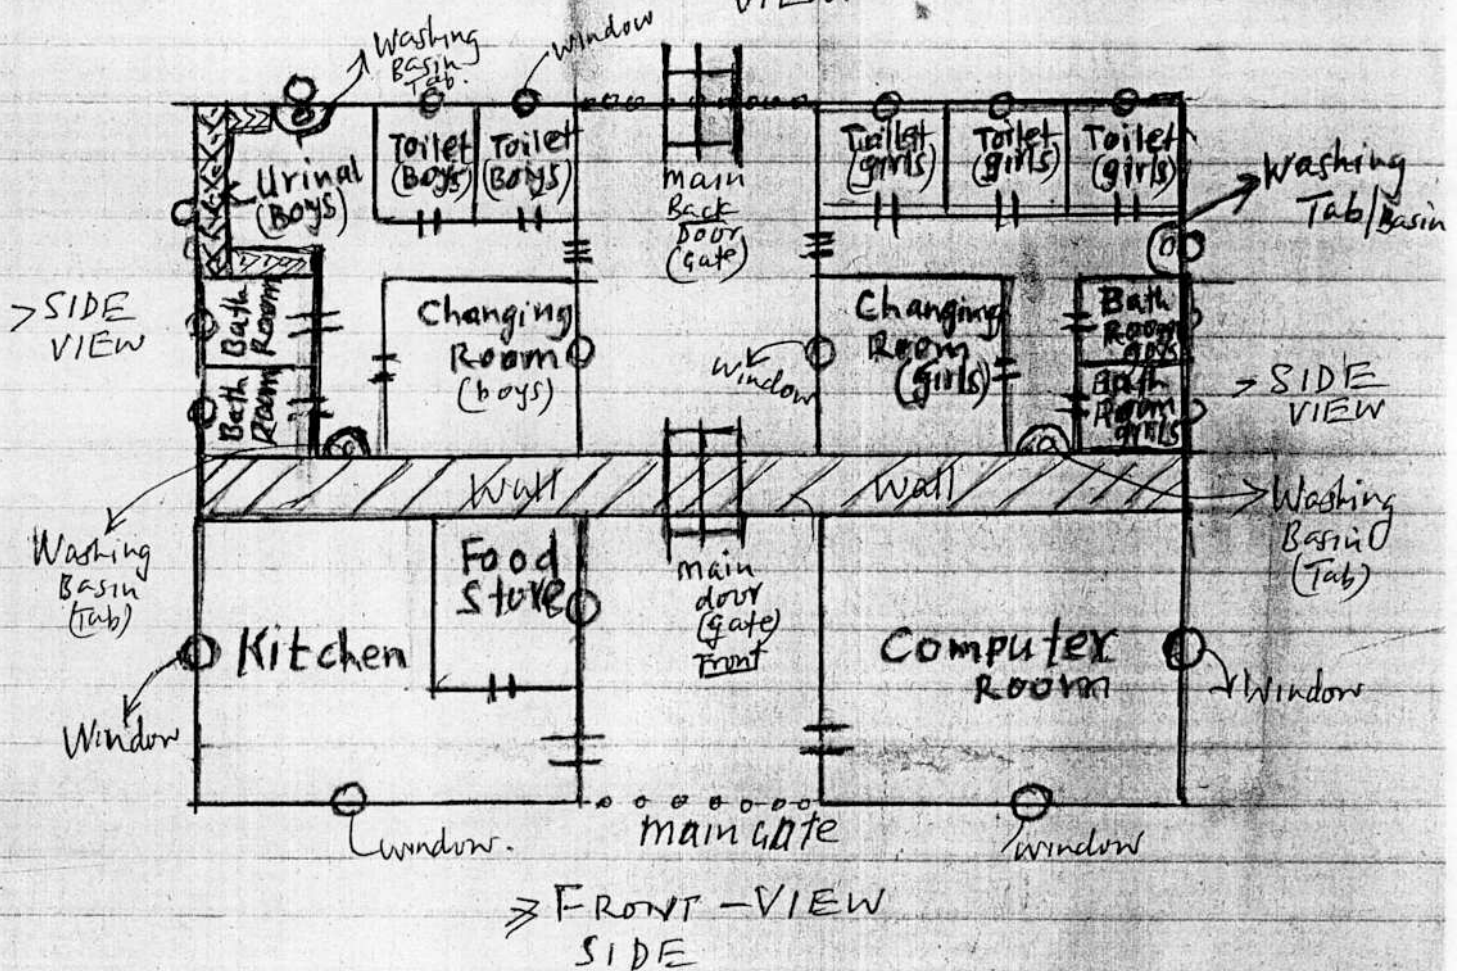 VIEW
Washing
Basin
Tab.
window
Urinal
(Boys)
Toilet
(Boys)
Toilet
(Boys)
main
Back
Door
(Gate)
Toilet
(girls)
Toilet
(girls)
Toilet
(girls)
Washing
Tab/Basin
> SIDE
VIEW
Bath
Room
Bath
Room
Changing
Room
(boys)
window
Changing
Room
(girls)
Bath
Room
girls
Bath
Room
girls
> SIDE
VIEW
Wall
Wall
Washing
Basin
(Tab)
Washing
Basin
(Tab)
Food
Store
main
door
(gate)
Front
Kitchen
Computer
Room
Window
Window
window.
main GATE
window
> FRONT - VIEW
SIDE